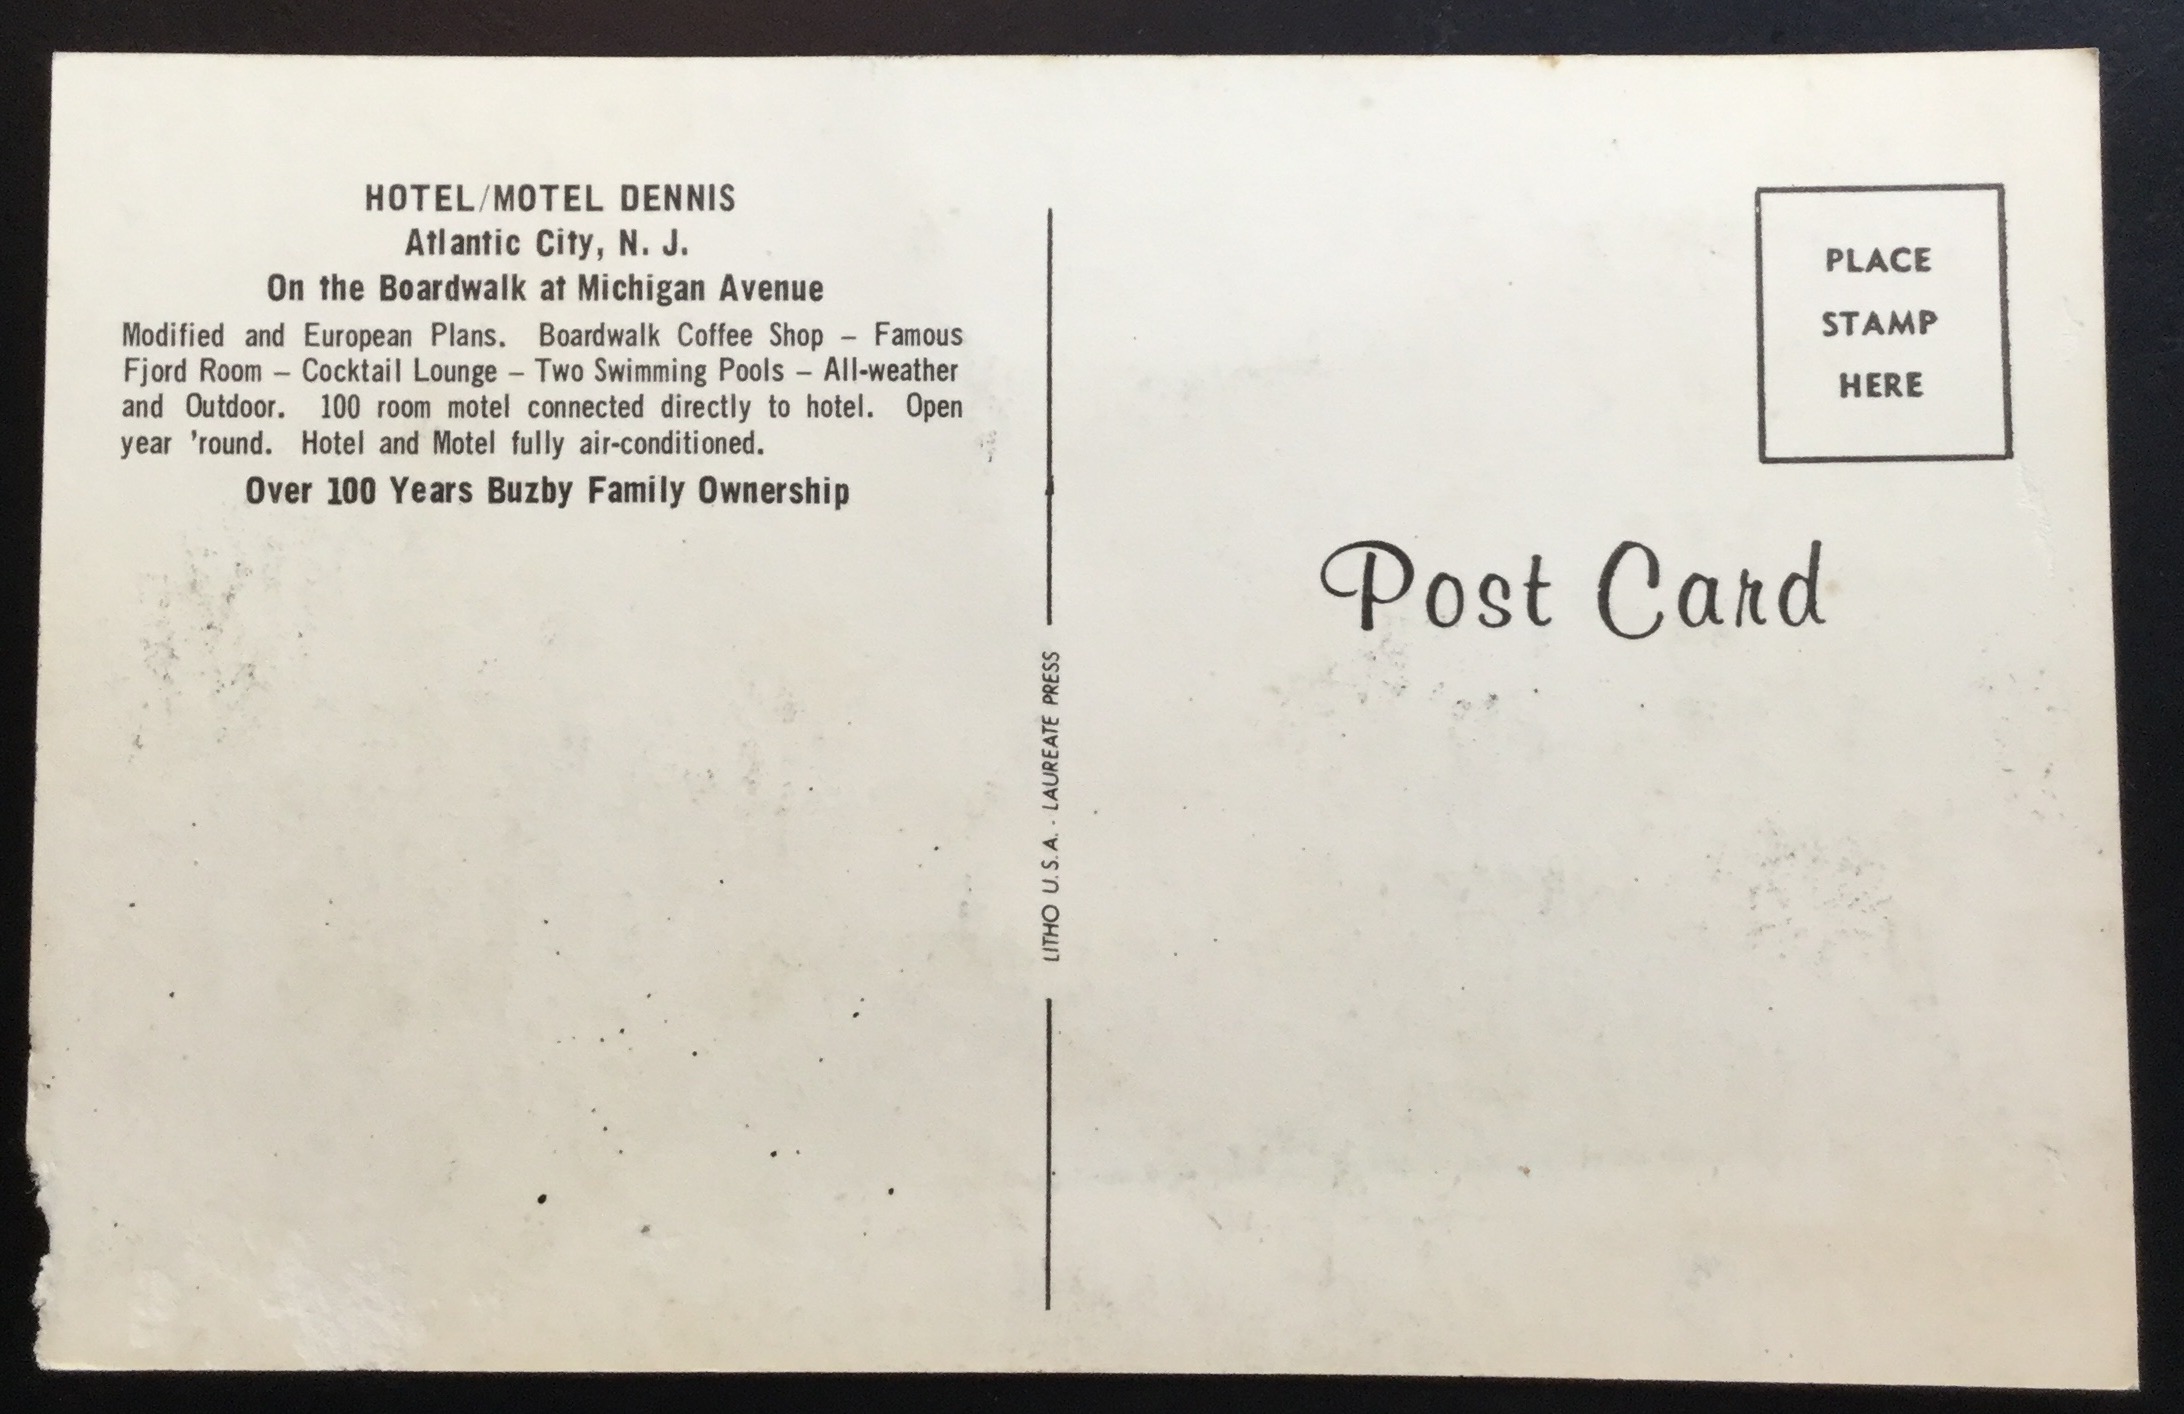 HOTEL/MOTEL DENNIS
Atlantic City, N. J.
On the Boardwalk at Michigan Avenue
Modified and European Plans. Boardwalk Coffee Shop – Famous
Fjord Room – Cocktail Lounge – Two Swimming Pools – All-weather
and Outdoor. 100 room motel connected directly to hotel. Open
year 'round. Hotel and Motel fully air-conditioned.
Over 100 Years Buzby Family Ownership
LITHO U.S.A. - LAUREATE PRESS
PLACE
STAMP
HERE
Post Card